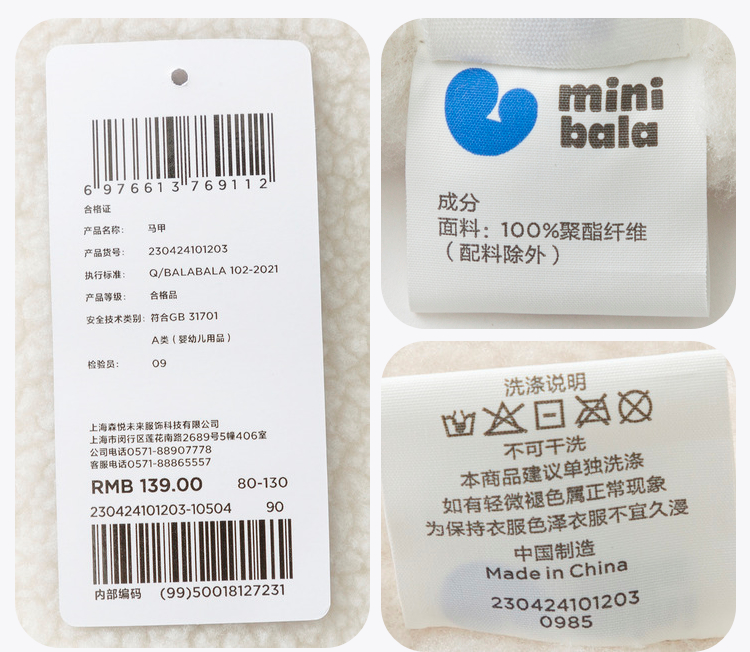 6 976613 769112
合格证
产品名称: 马甲
产品货号: 230424101203
执行标准: Q/BALABALA 102-2021
产品等级: 合格品
安全技术类别: 符合GB 31701
A类（婴幼儿用品）
检验员: 09
上海森悦未来服饰科技有限公司
上海市闵行区莲花南路2689号5幢406室
公司电话0571-88907778
客服电话0571-88865557
RMB 139.00 80-130
230424101203-10504 90
内部编码 (99)50018127231
mini
bala
成分
面料: 100%聚酯纤维
（配料除外）
洗涤说明
不可干洗
本商品建议单独洗涤
如有轻微褪色属正常现象
为保持衣服色泽衣服不宜久浸
中国制造
Made in China
230424101203
0985